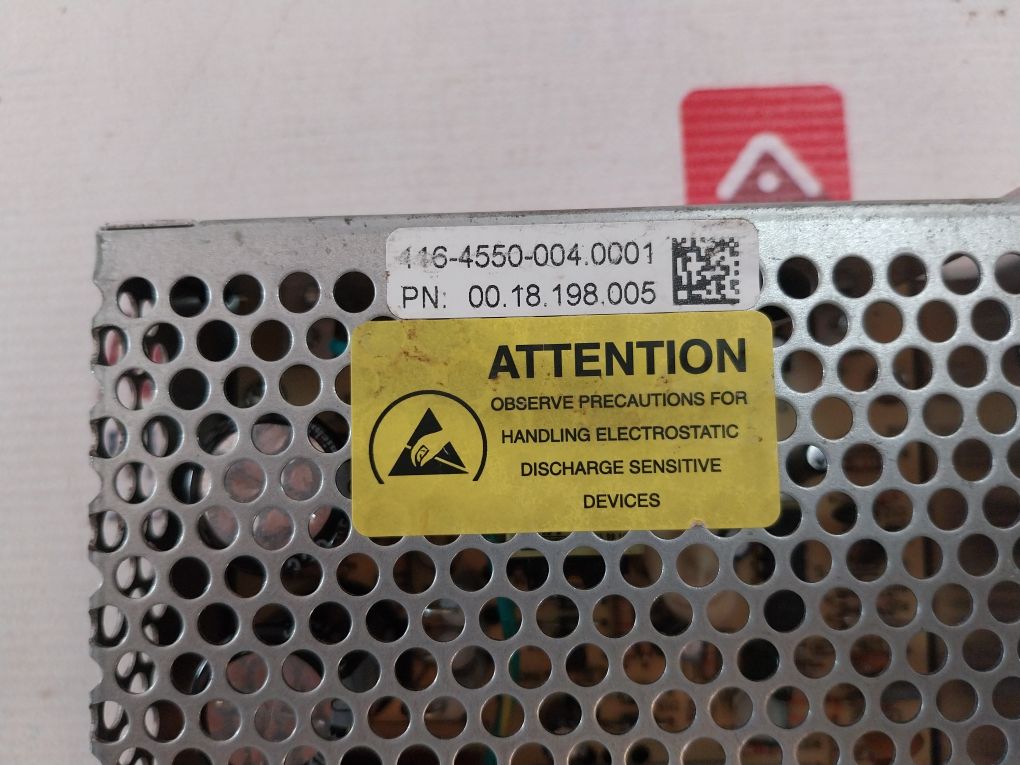 416-4550-004.0001
PN: 00.18.198.005
ATTENTION
OBSERVE PRECAUTIONS FOR
HANDLING ELECTROSTATIC
DISCHARGE SENSITIVE
DEVICES